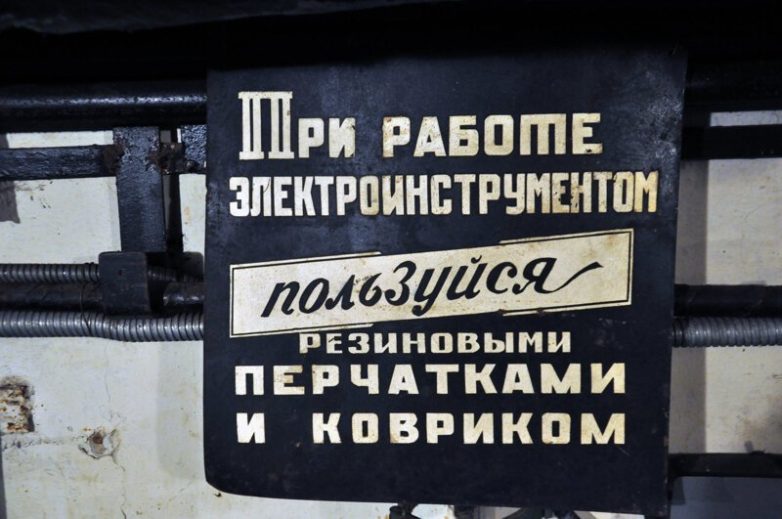 При РАБОТЕ
ЭЛЕКТРОИНСТРУМЕНТОМ
пользуйся
РЕЗИНОВЫМИ
ПЕРЧАТКАМИ
И КОВРИКОМ